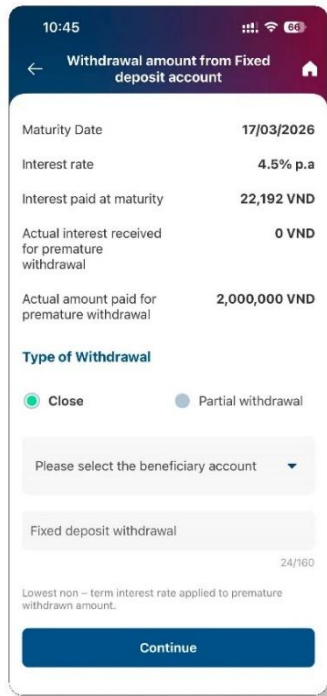 10:45
66
Withdrawal amount from Fixed
deposit account
Maturity Date 17/03/2026
Interest rate 4.5% p.a
Interest paid at maturity 22,192 VND
Actual interest received 0 VND
for premature
withdrawal
Actual amount paid for 2,000,000 VND
premature withdrawal
Type of Withdrawal
Close Partial withdrawal
Please select the beneficiary account
Fixed deposit withdrawal
24/160
Lowest non – term interest rate applied to premature
withdrawn amount.
Continue